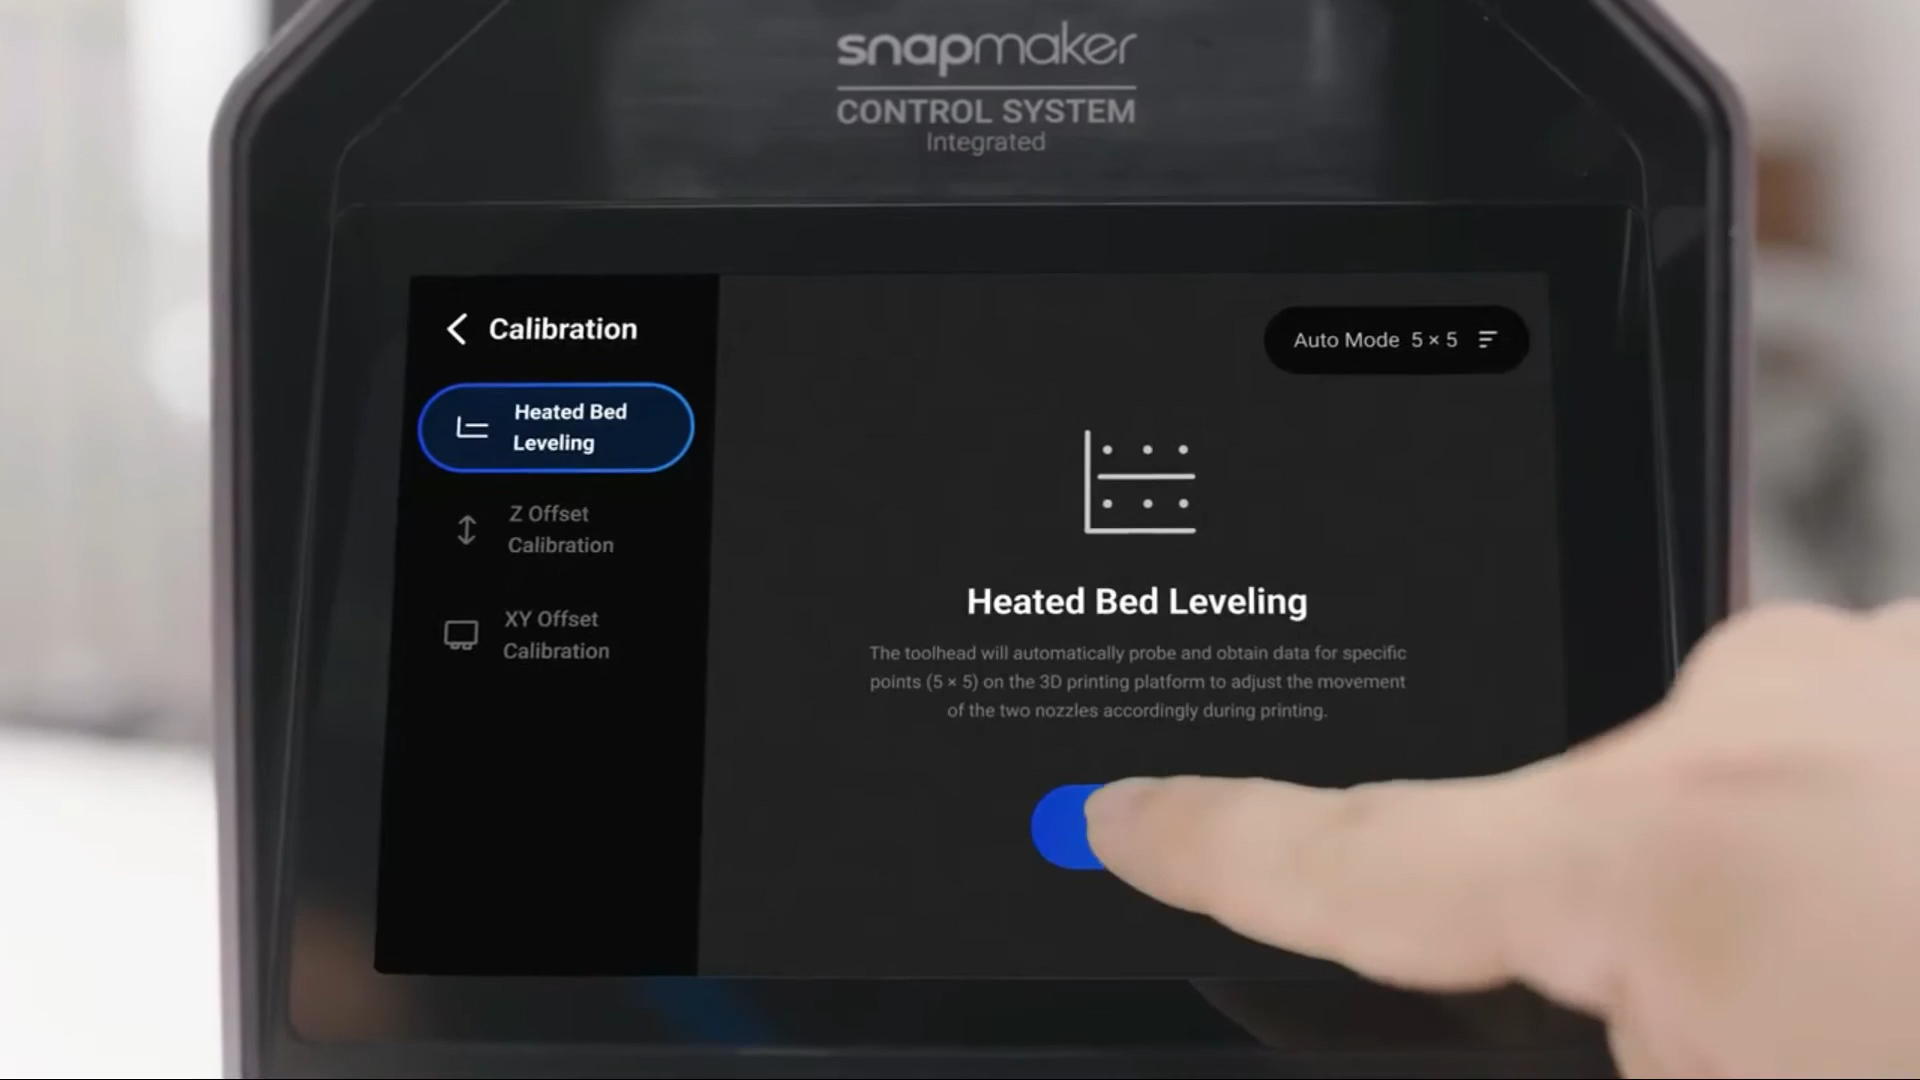 snapmaker
CONTROL SYSTEM
Integrated
Calibration
Auto Mode 5 × 5
Heated Bed
Leveling
Z Offset
Calibration
XY Offset
Calibration
Heated Bed Leveling
The toolhead will automatically probe and obtain data for specific
points (5 × 5) on the 3D printing platform to adjust the movement
of the two nozzles accordingly during printing.